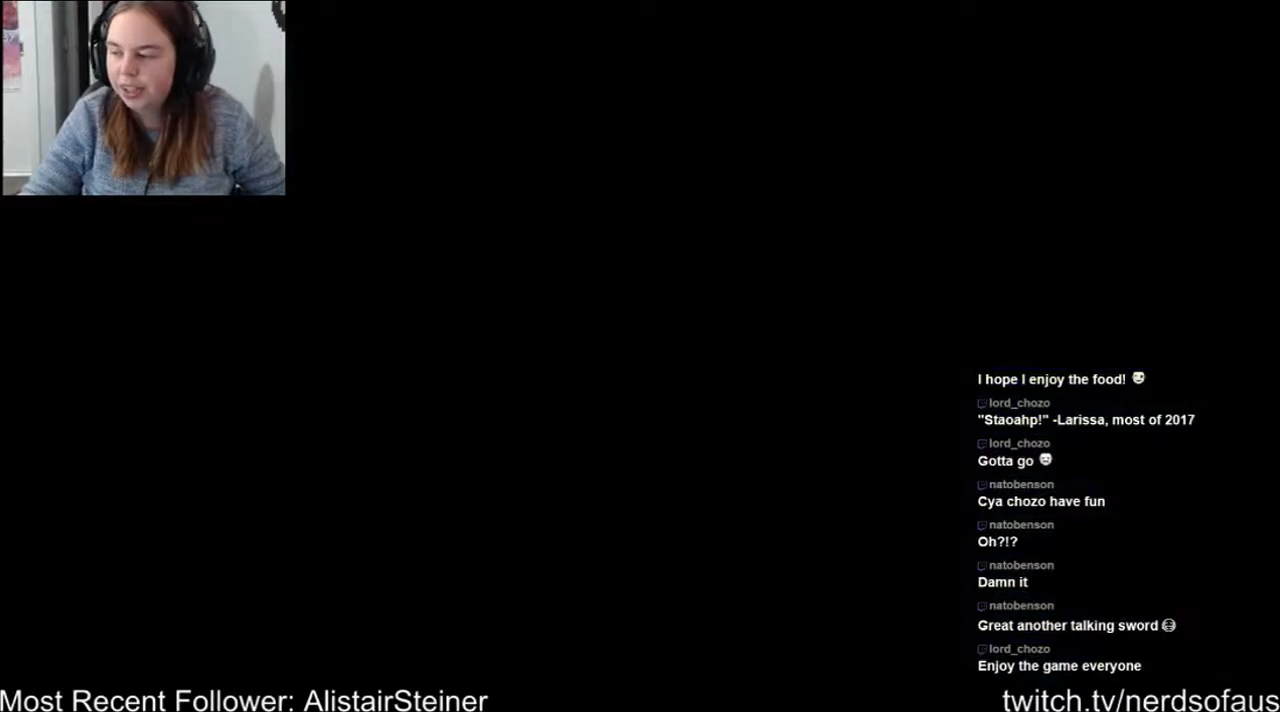 I hope I enjoy the food!
lord_chozo
"Staoahp!" -Larissa, most of 2017
lord_chozo
Gotta go
natobenson
Cya chozo have fun
natobenson
Oh?!?
natobenson
Damn it
natobenson
Great another talking sword
lord_chozo
Enjoy the game everyone
Most Recent Follower: AlistairSteiner
twitch.tv/nerdsofaus